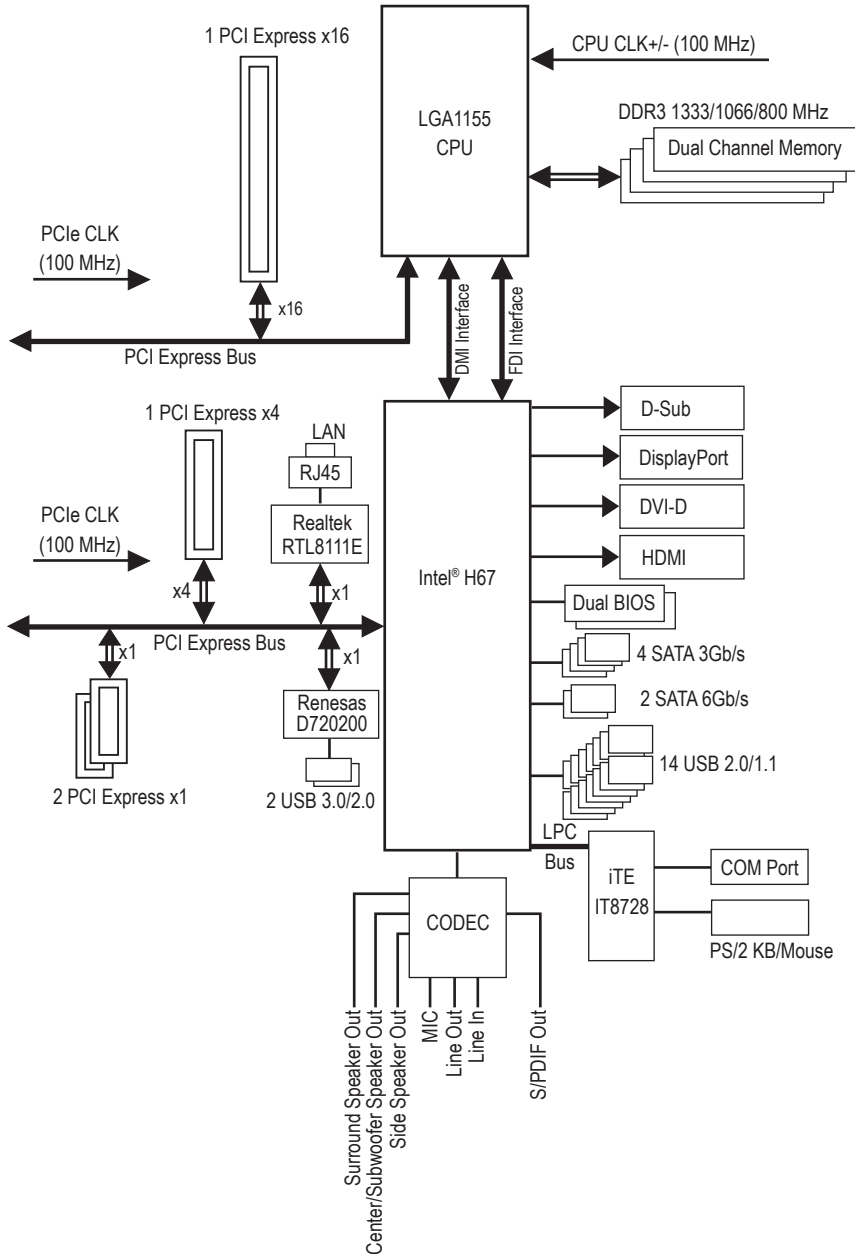 1 PCI Express x16
CPU CLK+/- (100 MHz)
LGA1155
CPU
DDR3 1333/1066/800 MHz
Dual Channel Memory
PCIe CLK
(100 MHz)
x16
PCI Express Bus
DMI Interface
FDI Interface
1 PCI Express x4
LAN
RJ45
Realtek
RTL8111E
PCIe CLK
(100 MHz)
x4
x1
PCI Express Bus
x1
x1
Renesas
D720200
2 PCI Express x1
2 USB 3.0/2.0
Intel® H67
D-Sub
DisplayPort
DVI-D
HDMI
Dual BIOS
4 SATA 3Gb/s
2 SATA 6Gb/s
14 USB 2.0/1.1
LPC
Bus
iTE
IT8728
COM Port
PS/2 KB/Mouse
CODEC
Surround Speaker Out
Center/Subwoofer Speaker Out
Side Speaker Out
MIC
Line Out
Line In
S/PDIF Out